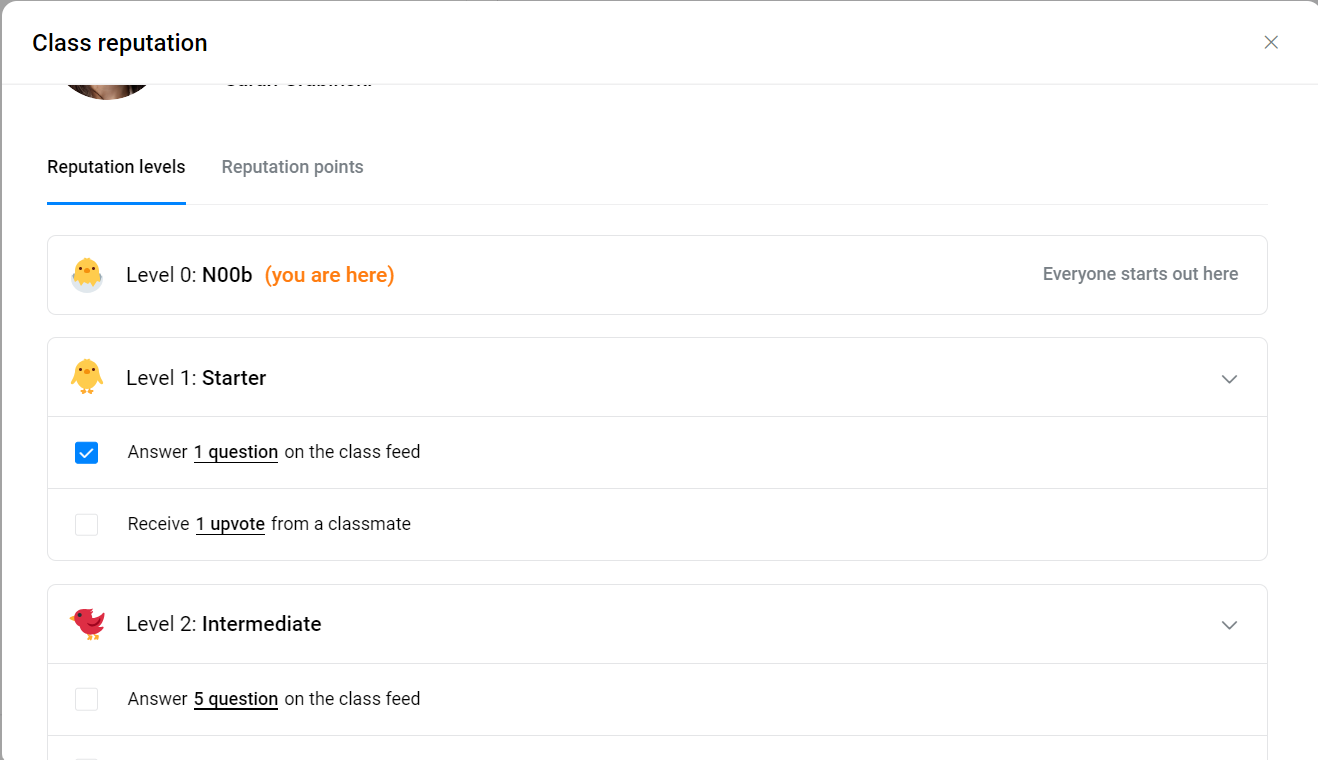 Class reputation
Reputation levels
Reputation points
Level 0: N00b (you are here)
Everyone starts out here
Level 1: Starter
Answer 1 question on the class feed
Receive 1 upvote from a classmate
Level 2: Intermediate
Answer 5 question on the class feed